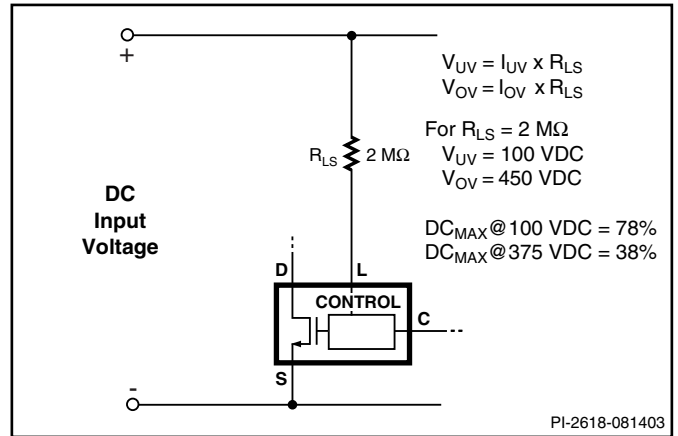 +
V_UV = I_UV x R_LS
V_OV = I_OV x R_LS
For R_LS = 2 MΩ
V_UV = 100 VDC
V_OV = 450 VDC
DC_MAX@100 VDC = 78%
DC_MAX@375 VDC = 38%
R_LS 2 MΩ
DC
Input
Voltage
D L
CONTROL
C
S
-
PI-2618-081403